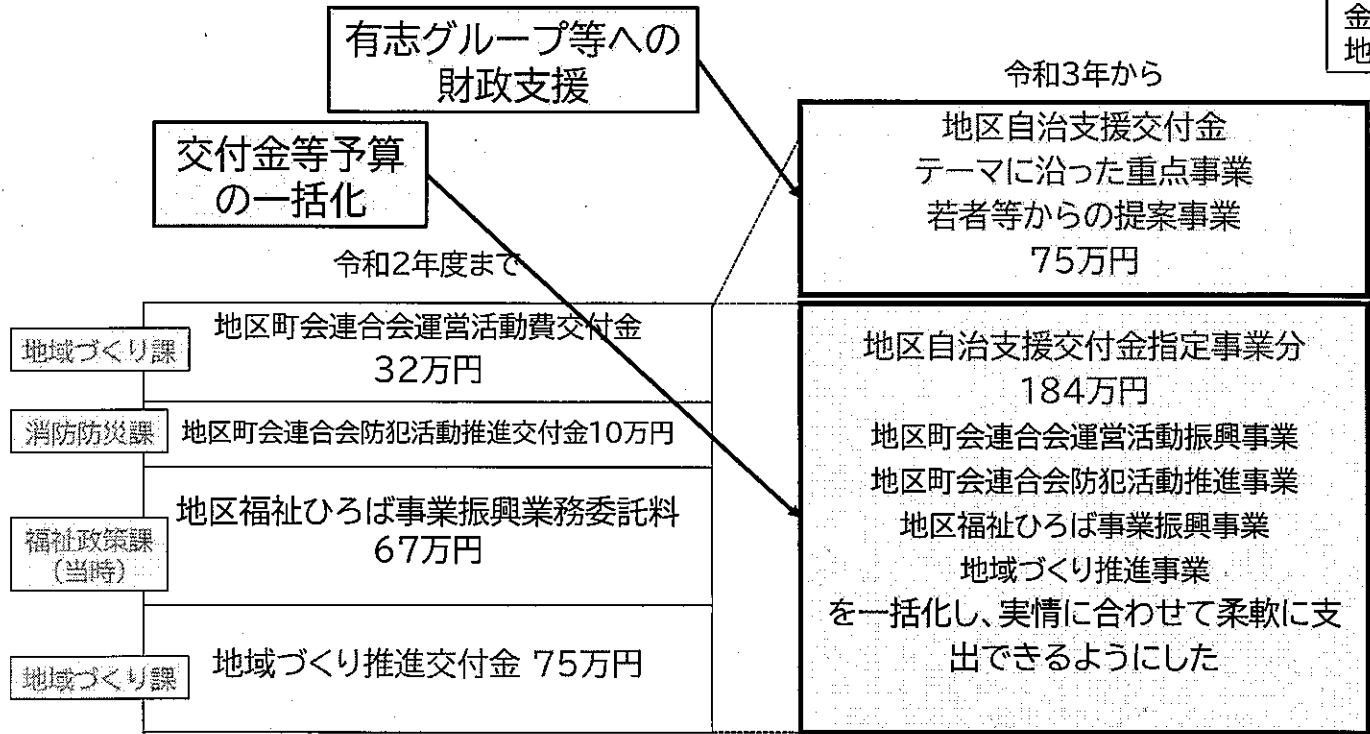 有志グループ等への
財政支援
金
地
令和3年から
交付金等予算
の一括化
地区自治支援交付金
テーマに沿った重点事業
若者等からの提案事業
75万円
令和2年度まで
地域づくり課
地区町会連合会運営活動費交付金
32万円
消防防災課
地区町会連合会防犯活動推進交付金10万円
福祉政策課
(当時)
地区福祉ひろば事業振興業務委託料
67万円
地域づくり課
地域づくり推進交付金 75万円
地区自治支援交付金指定事業分
184万円
地区町会連合会運営活動振興事業
地区町会連合会防犯活動推進事業
地区福祉ひろば事業振興事業
地域づくり推進事業
を一括化し、実情に合わせて柔軟に支
出できるようにした